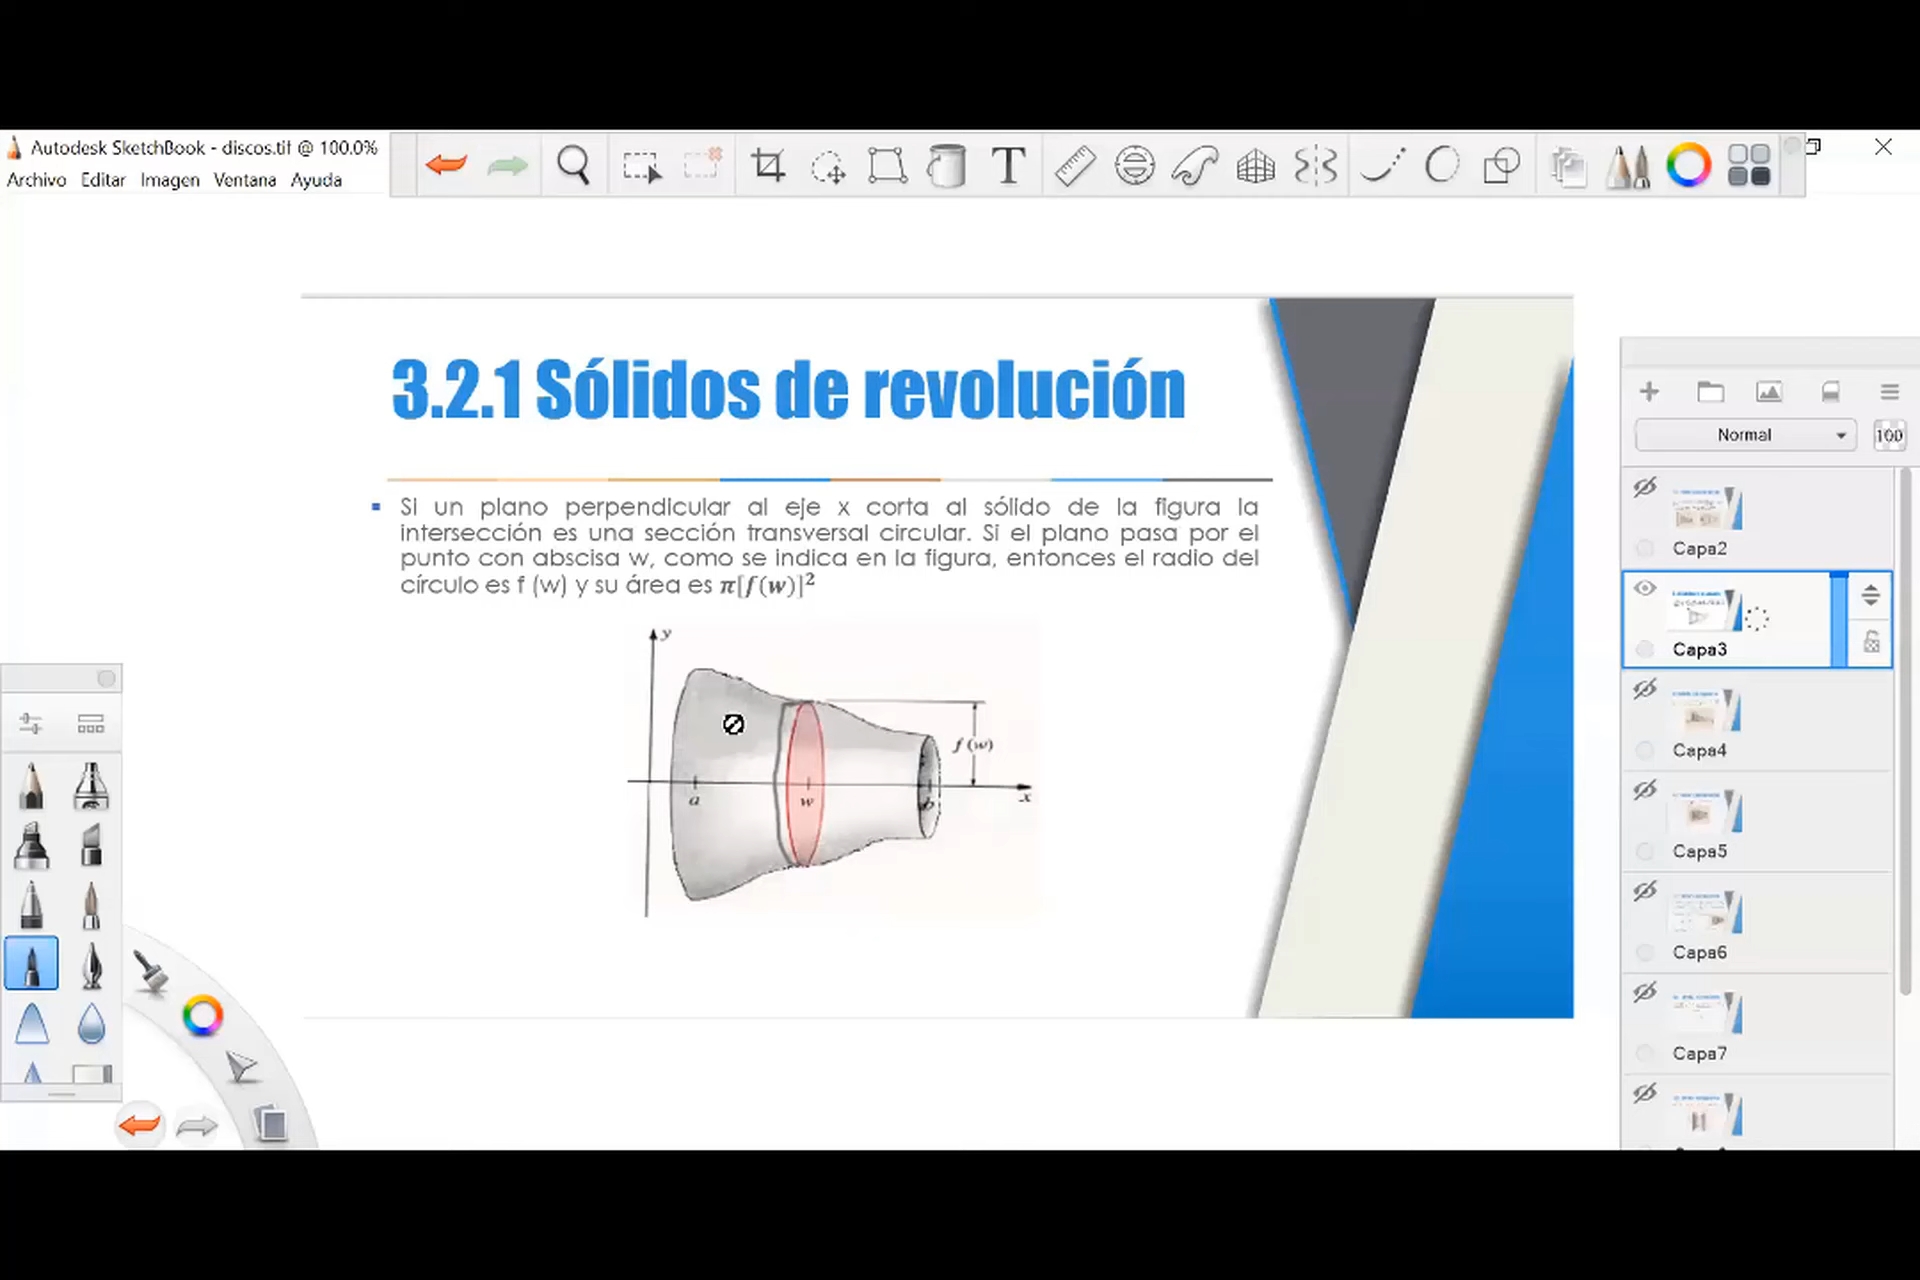 Autodesk SketchBook - discos.tif @ 100.0%
Archivo Editar Imagen Ventana Ayuda
T
3.2.1 Sólidos de revolución
Si un plano perpendicular al eje x corta al sólido de la figura la
intersección es una sección transversal circular. Si el plano pasa por el
punto con abscisa w, como se indica en la figura, entonces el radio del
círculo es f (w) y su área es π[f(w)]²
y
f(w)
a
w
b
x
Normal
100
Capa2
Capa3
Capa4
Capa5
Capa6
Capa7